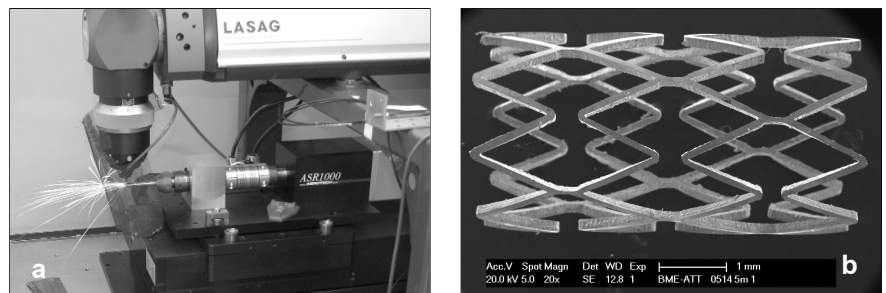 LASAG
ASR1000
a
Acc.V Spot Magn Det WD Exp 1 mm
20.0 kV 5.0 20x SE 12.8 1 BME-ATT 0514 5m 1
b